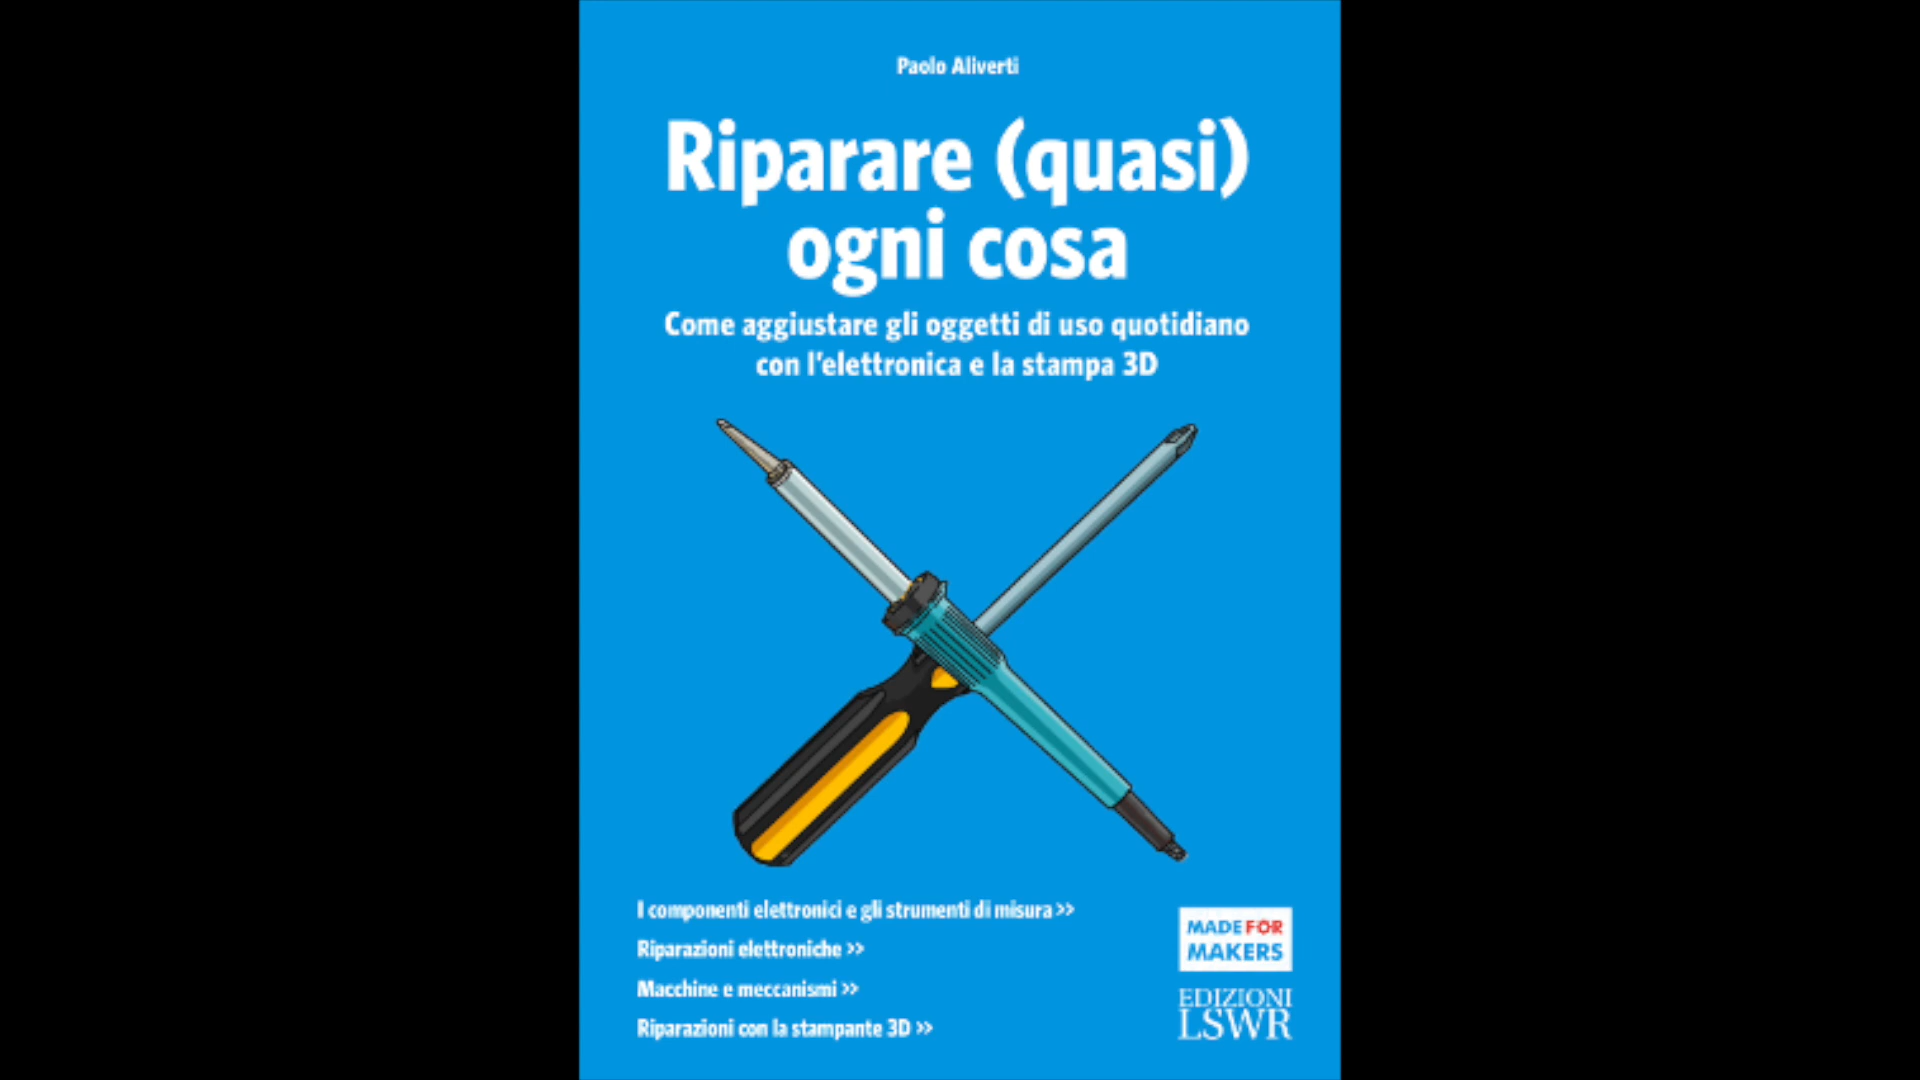 Paolo Aliverti
Riparare (quasi)
ogni cosa
Come aggiustare gli oggetti di uso quotidiano
con l'elettronica e la stampa 3D
I componenti elettronici e gli strumenti di misura >>
Riparazioni elettroniche >>
Macchine e meccanismi >>
Riparazioni con la stampante 3D >>
MADE FOR
MAKERS
EDIZIONI
LSWR